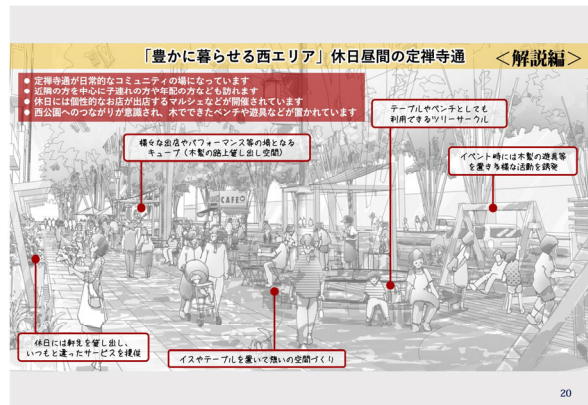 「豊かに暮らせる西エリア」休日昼間の定禅寺通
＜解説編＞
● 定禅寺通が日常的なコミュニティの場になっています
● 近隣の方を中心に子連れの方や年配の方なども訪れます
● 休日には個性的なお店が出店するマルシェなどが開催されています
● 西公園へのつながりが意識され、木でできたベンチや遊具などが置かれています
テーブルやベンチとしても
利用できるツリーサークル
様々な出店やパフォーマンス等の場となる
キューブ（木製の路上貸し出し空間）
イベント時には木製の遊具等
を置き多様な活動を誘発
CAFE
休日には軒先を貸し出し、
いつもと違ったサービスを提供
イスやテーブルを置いて憩いの空間づくり
20